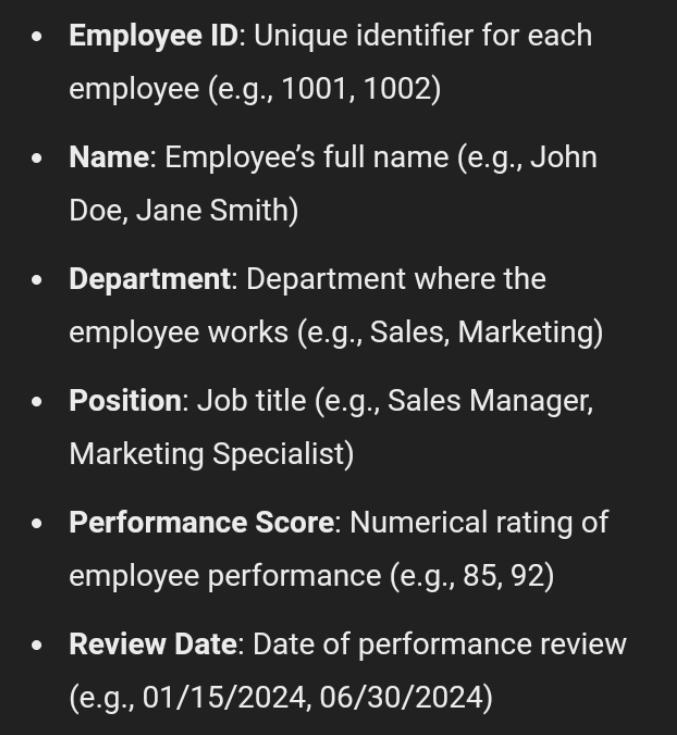 • Employee ID: Unique identifier for each
employee (e.g., 1001, 1002)
• Name: Employee’s full name (e.g., John
Doe, Jane Smith)
• Department: Department where the
employee works (e.g., Sales, Marketing)
• Position: Job title (e.g., Sales Manager,
Marketing Specialist)
• Performance Score: Numerical rating of
employee performance (e.g., 85, 92)
• Review Date: Date of performance review
(e.g., 01/15/2024, 06/30/2024)